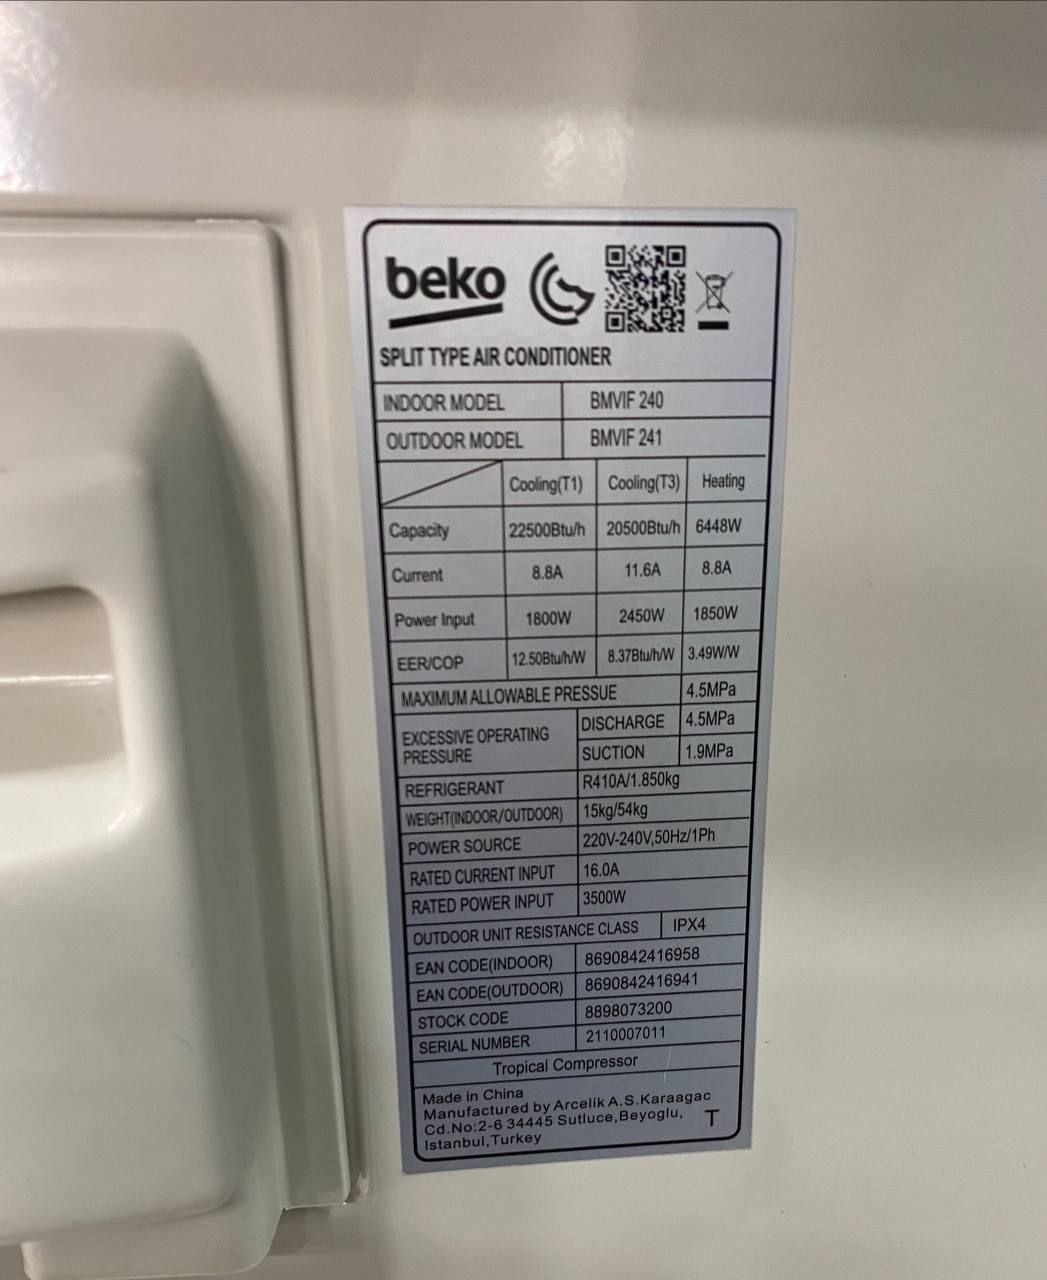 beko
SPLIT TYPE AIR CONDITIONER
INDOOR MODEL BMVIF 240
OUTDOOR MODEL BMVIF 241
Cooling(T1) Cooling(T3) Heating
Capacity 22500Btu/h 20500Btu/h 6448W
Current 8.8A 11.6A 8.8A
Power Input 1800W 2450W 1850W
EER/COP 12.50Btu/h/W 8.37Btu/h/W 3.49W/W
MAXIMUM ALLOWABLE PRESSUE 4.5MPa
EXCESSIVE OPERATING PRESSURE DISCHARGE 4.5MPa
SUCTION 1.9MPa
REFRIGERANT R410A/1.850kg
WEIGHT(INDOOR/OUTDOOR) 15kg/54kg
POWER SOURCE 220V-240V,50Hz/1Ph
RATED CURRENT INPUT 16.0A
RATED POWER INPUT 3500W
OUTDOOR UNIT RESISTANCE CLASS IPX4
EAN CODE(INDOOR) 8690842416958
EAN CODE(OUTDOOR) 8690842416941
STOCK CODE 8898073200
SERIAL NUMBER 2110007011
Tropical Compressor
Made in China
Manufactured by Arcelik A.S.Karaagac
Cd.No:2-6 34445 Sutluce,Beyoglu,
Istanbul,Turkey
T